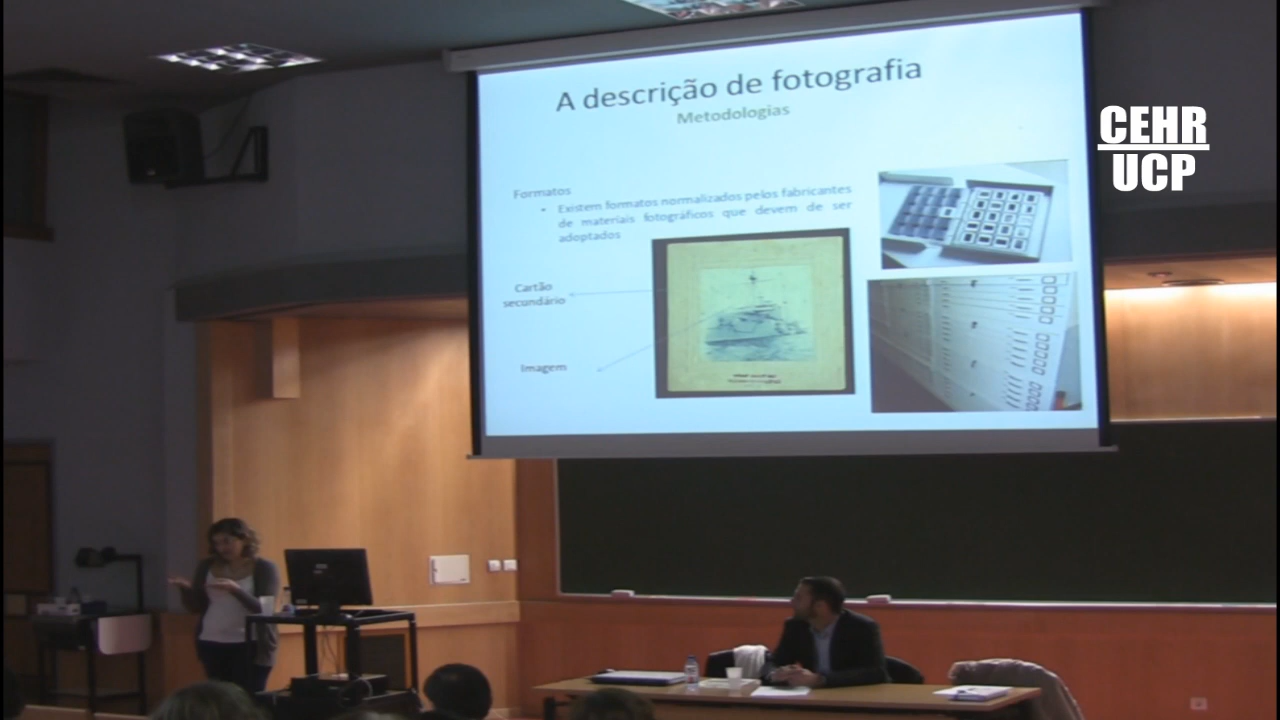 A descrição de fotografia
Metodologias
CEHR
UCP
Formatos
• Existem formatos normalizados pelos fabricantes
de materiais fotográficos que devem de ser
adoptados
Cartão
secundário
Imagem